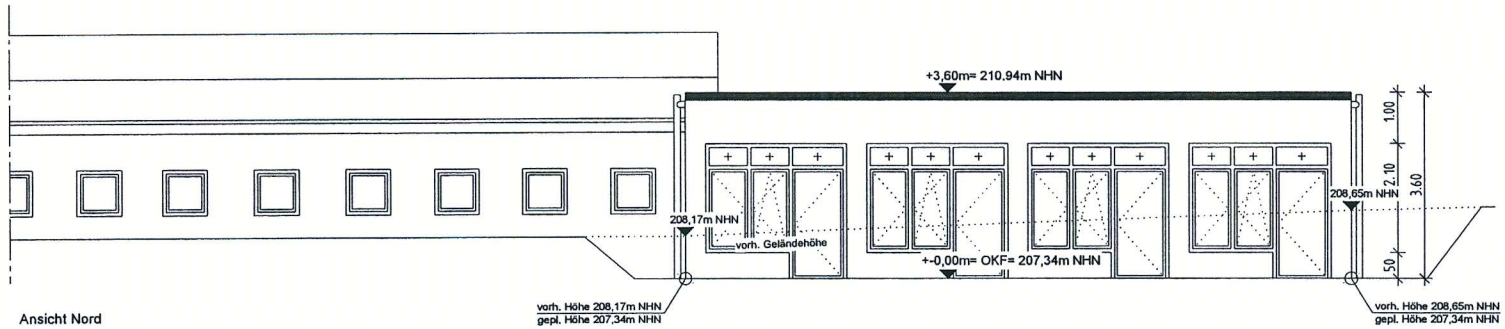 +3,60m= 210.94m NHN
1.00
2.10
3.60
.50
208,65m NHN
208,17m NHN
vorh. Geländehöhe
+-0,00m= OKF= 207,34m NHN
vorh. Höhe 208,17m NHN
gepl. Höhe 207,34m NHN
vorh. Höhe 208,65m NHN
gepl. Höhe 207,34m NHN
Ansicht Nord